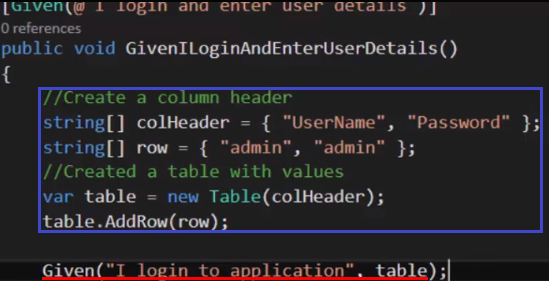 [Given(@"I login and enter user details")]
0 references
public void GivenILoginAndEnterUserDetails()
{
//Create a column header
string[] colHeader = { "UserName", "Password" };
string[] row = { "admin", "admin" };
//Created a table with values
var table = new Table(colHeader);
table.AddRow(row);
Given("I login to application", table);